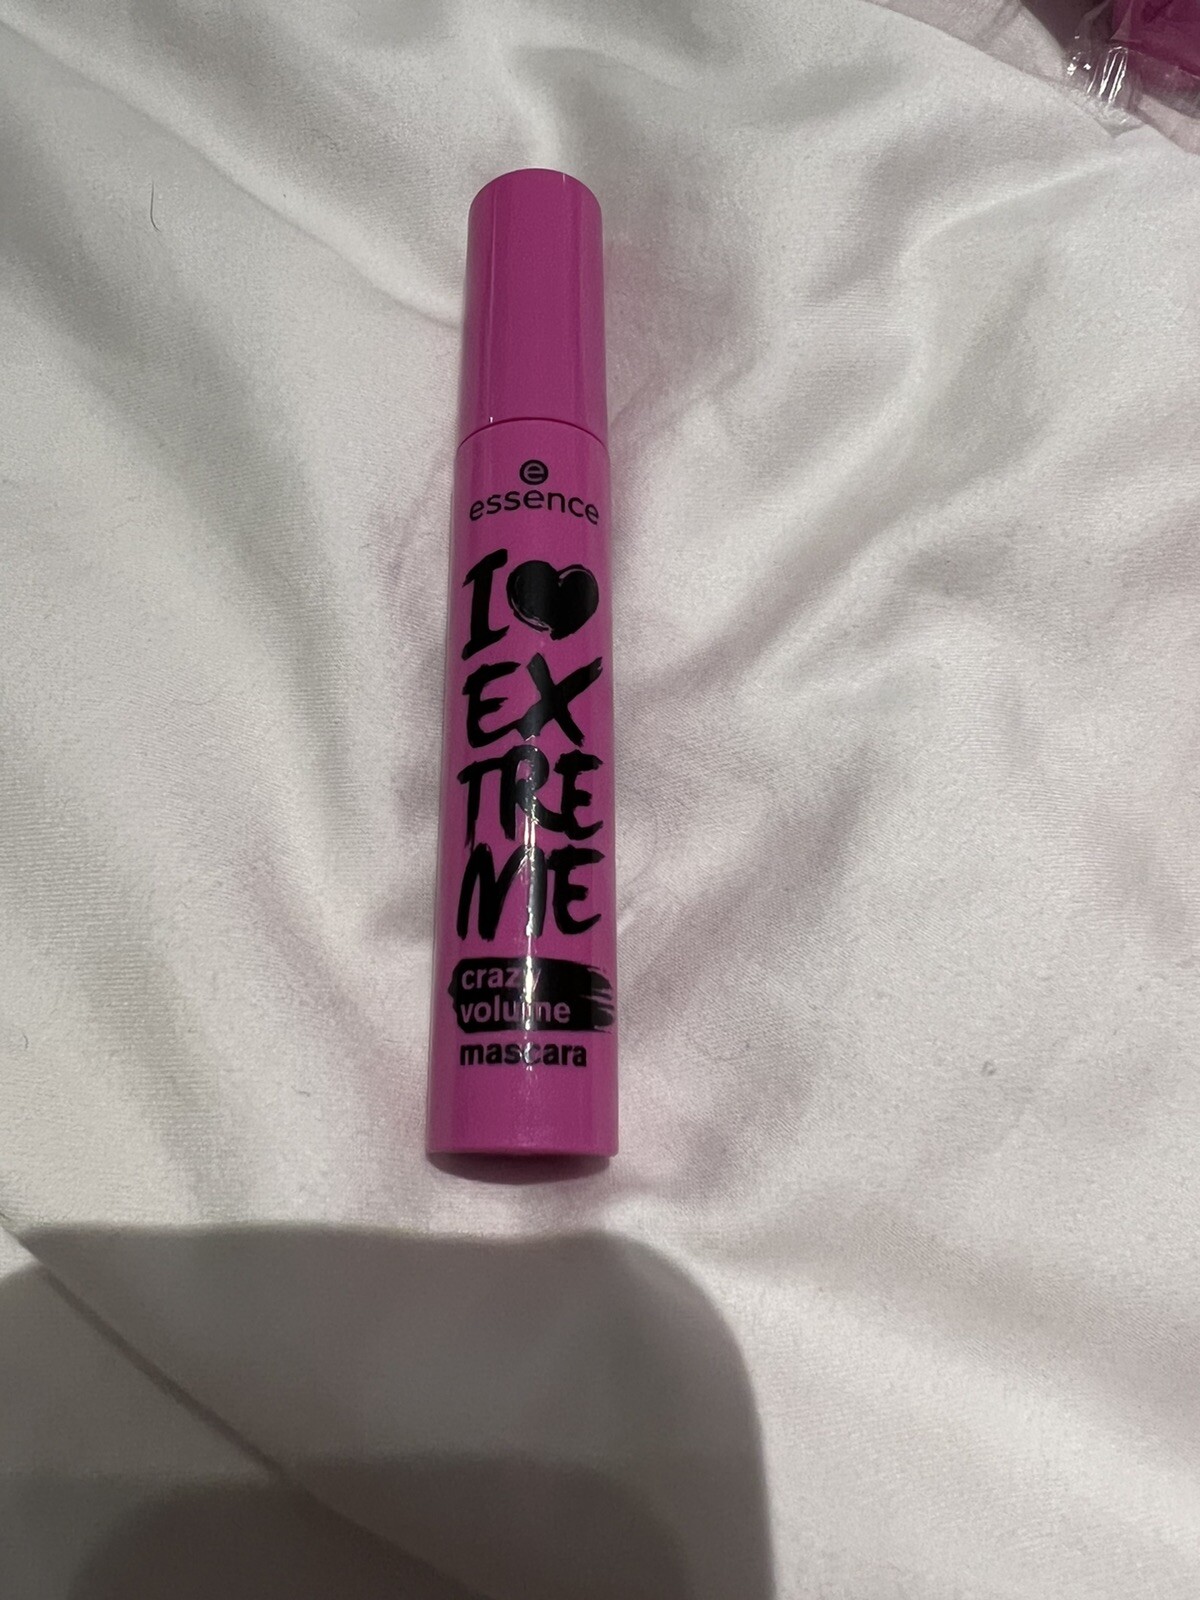 e
essence
I ♥
EX
TRE
ME
crazy
volume
mascara